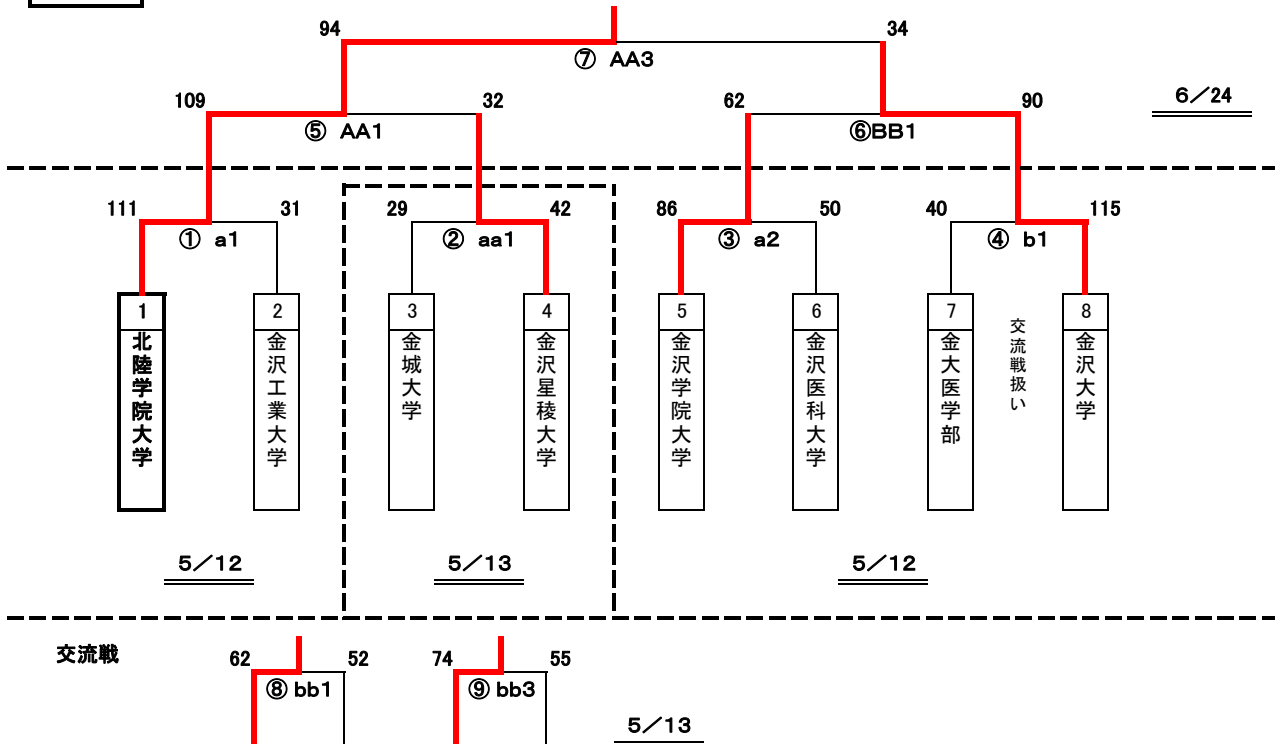 94
34
⑦ AA3
109
32
62
90
6/24
⑤ AA1
⑥BB1
111
31
29
42
86
50
40
115
① a1
② aa1
③ a2
④ b1
1
2
3
4
5
6
7
8
北陸学院大学
金沢工業大学
金城大学
金沢星稜大学
金沢学院大学
金沢医科大学
金大医学部
交流戦扱い
金沢大学
5/12
5/13
5/12
交流戦
62
52
74
55
⑧ bb1
⑨ bb3
5/13